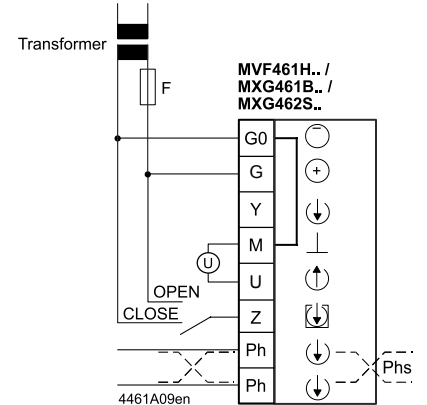 Transformer
F
MVF461H.. /
MXG461B.. /
MXG462S..
G0
G
Y
M
U
U
OPEN
CLOSE
Z
Ph
Ph
Phs
4461A09en